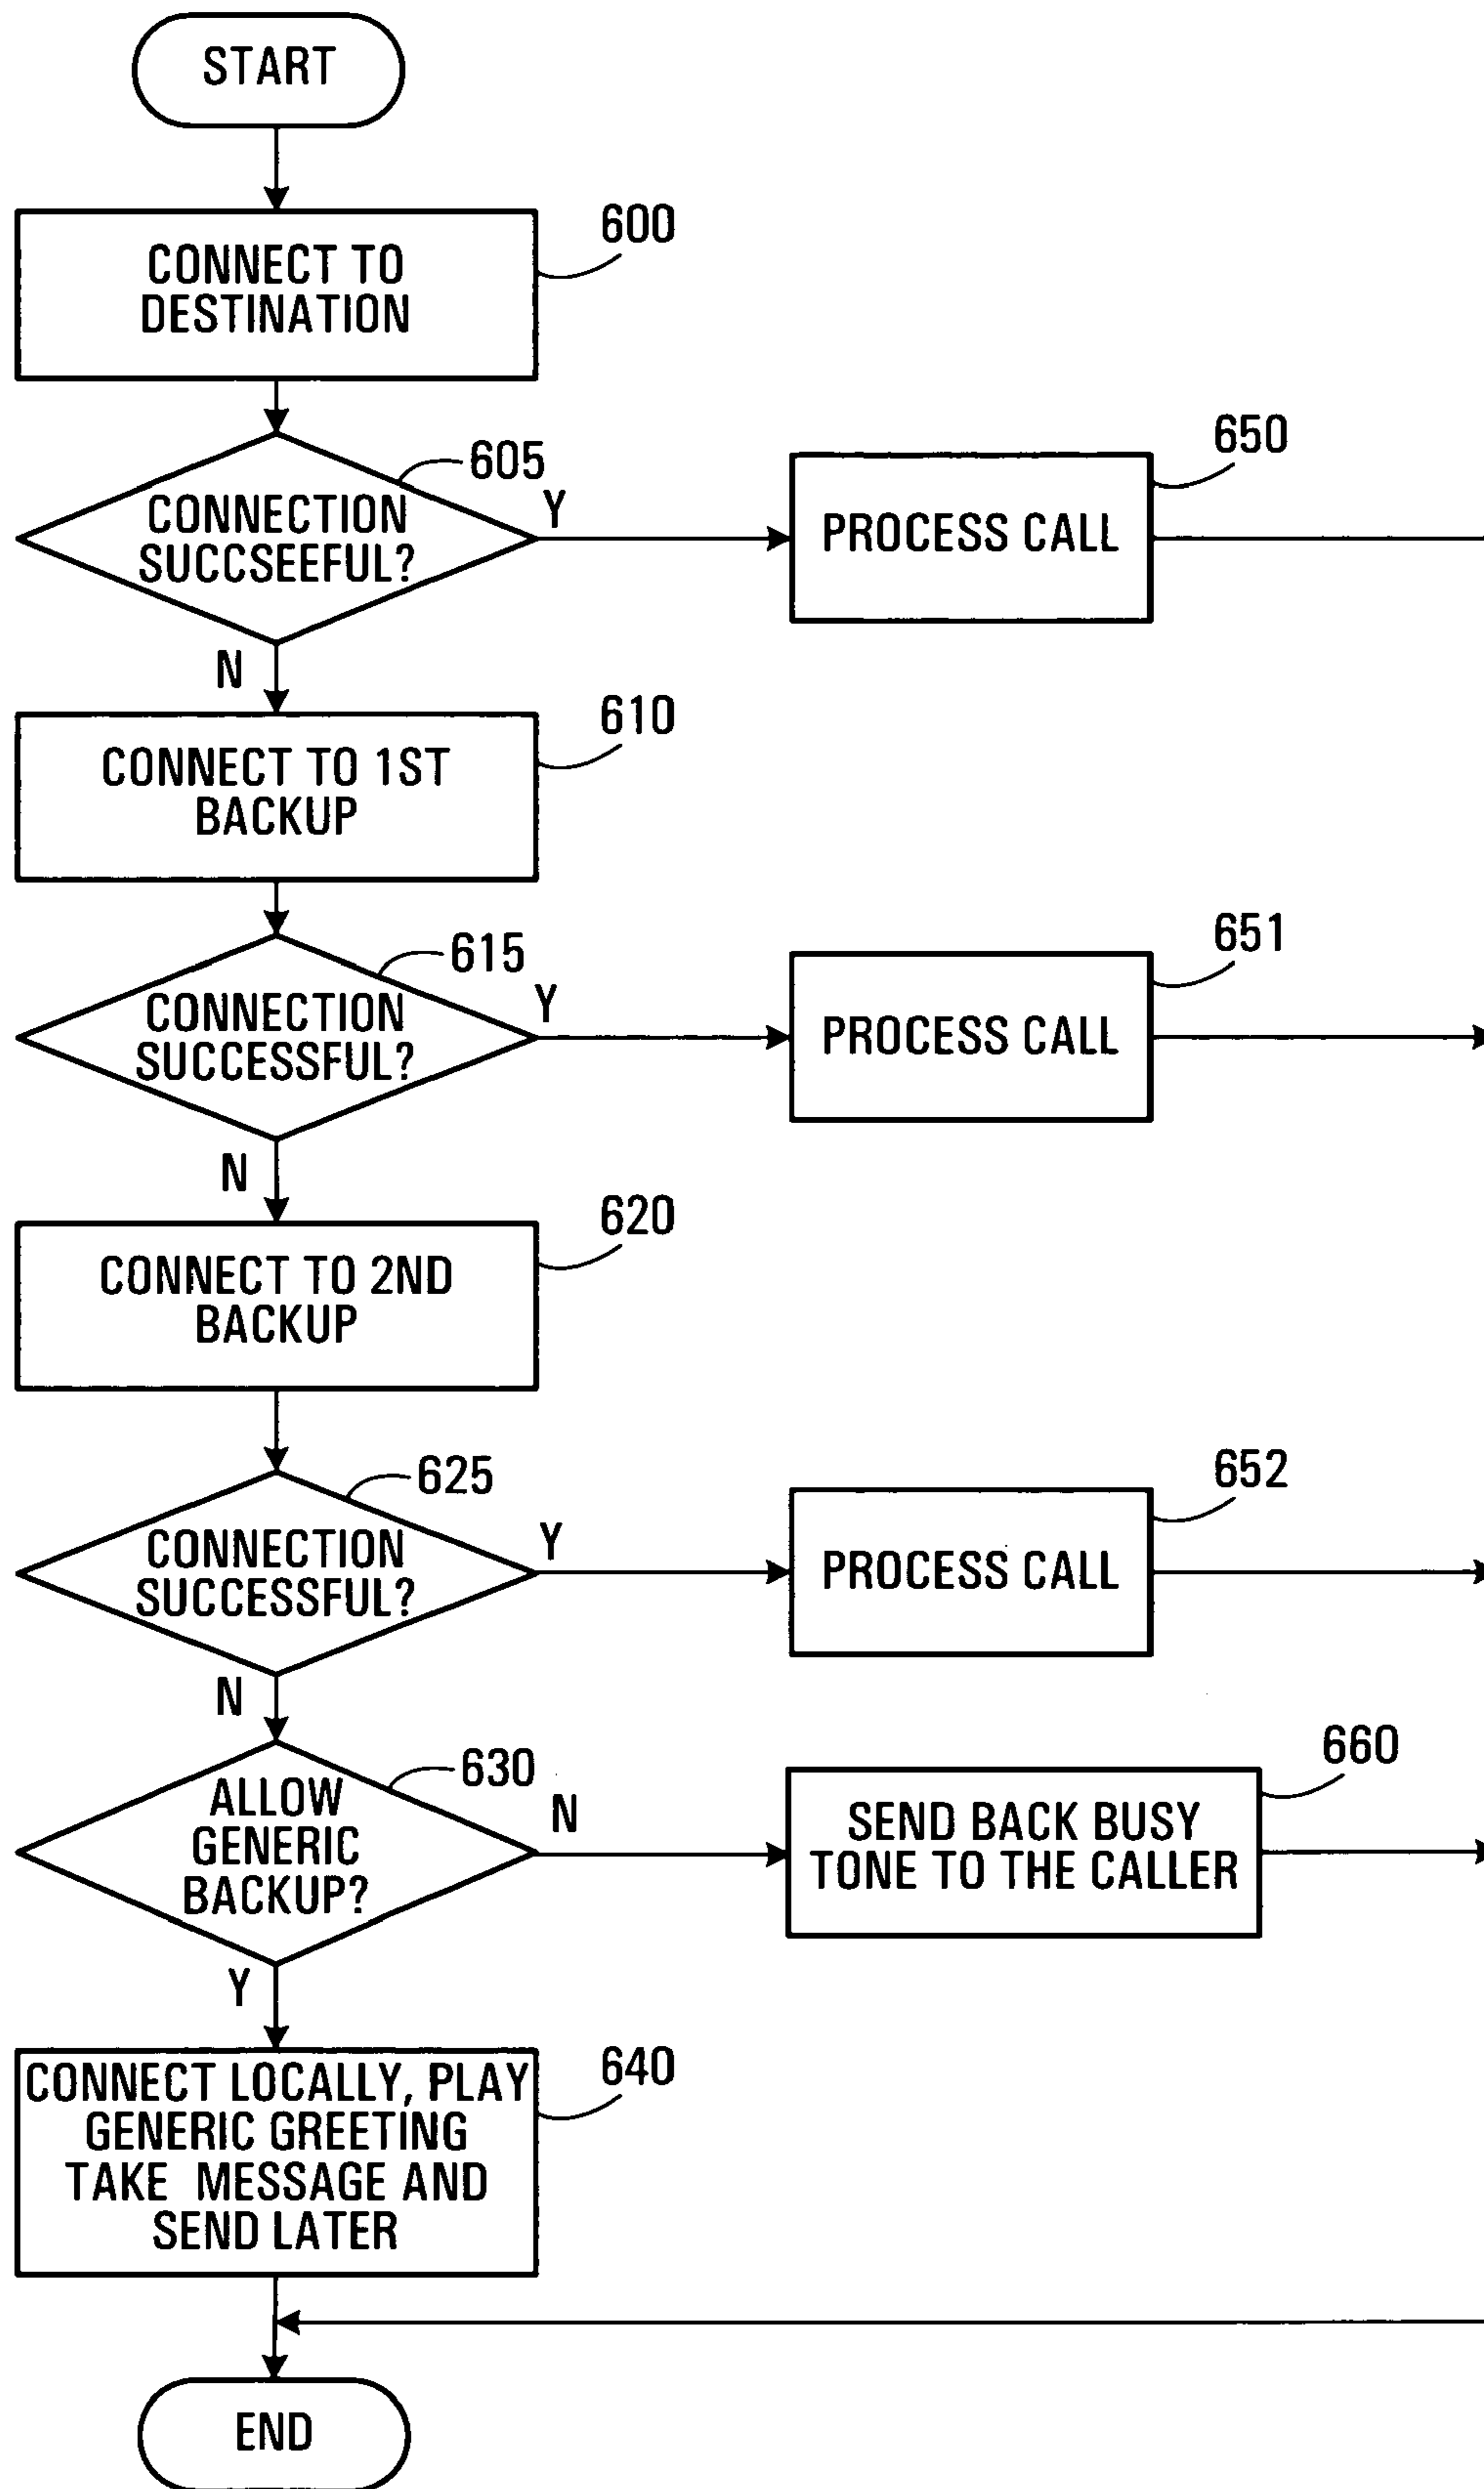 START
CONNECT TO
DESTINATION
600
605
CONNECTION
SUCCSEEFUL?
Y
N
PROCESS CALL
650
CONNECT TO 1ST
BACKUP
610
615
CONNECTION
SUCCESSFUL?
Y
N
PROCESS CALL
651
CONNECT TO 2ND
BACKUP
620
625
CONNECTION
SUCCESSFUL?
Y
N
PROCESS CALL
652
630
ALLOW
GENERIC
BACKUP?
N
Y
SEND BACK BUSY
TONE TO THE CALLER
660
CONNECT LOCALLY, PLAY
GENERIC GREETING
TAKE MESSAGE AND
SEND LATER
640
END